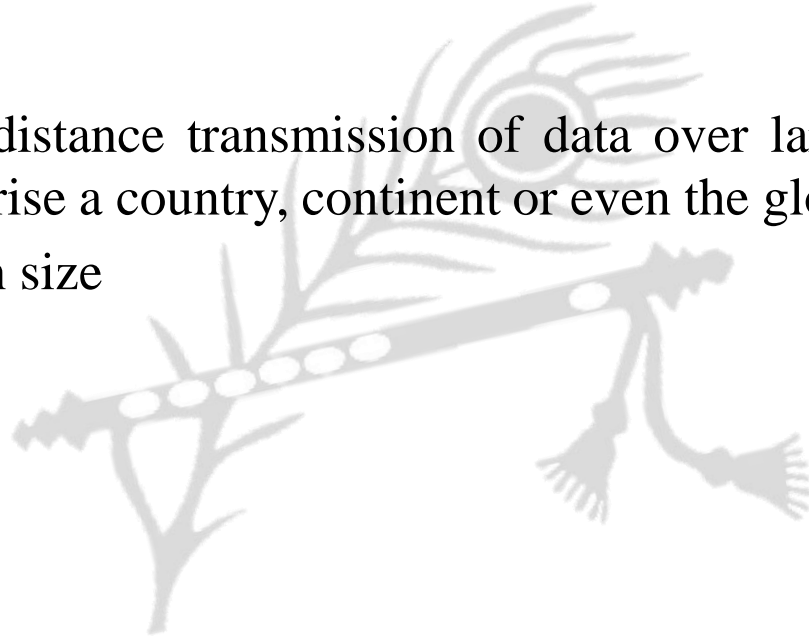 distance transmission of data over la
rise a country, continent or even the glo
n size